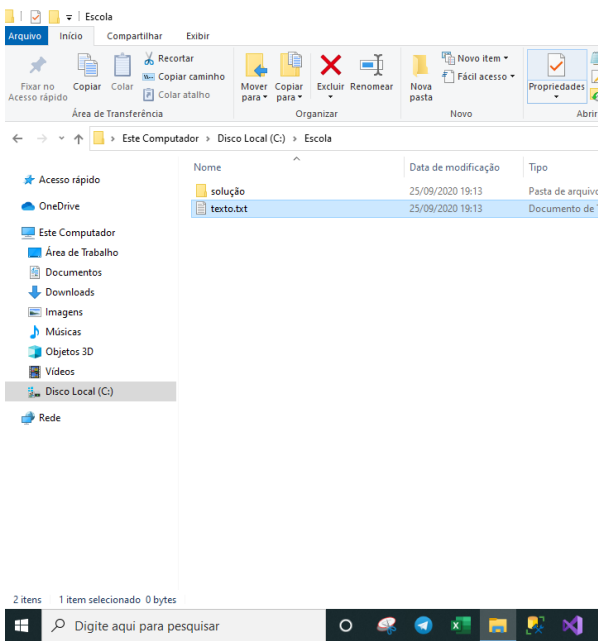 Escola
Arquivo Início Compartilhar Exibir
Fixar no Acesso rápido
Copiar
Colar
Recortar
Copiar caminho
Colar atalho
Mover para
Copiar para
Excluir
Renomear
Nova pasta
Novo item
Fácil acesso
Propriedades
Abrir
Área de Transferência Organizar Novo
Este Computador Disco Local (C:) Escola
Nome Data de modificação Tipo
solução 25/09/2020 19:13 Pasta de arquivo
texto.txt 25/09/2020 19:13 Documento de
Acesso rápido
OneDrive
Este Computador
Área de Trabalho
Documentos
Downloads
Imagens
Músicas
Objetos 3D
Vídeos
Disco Local (C:)
Rede
2 itens 1 item selecionado 0 bytes
Digite aqui para pesquisar